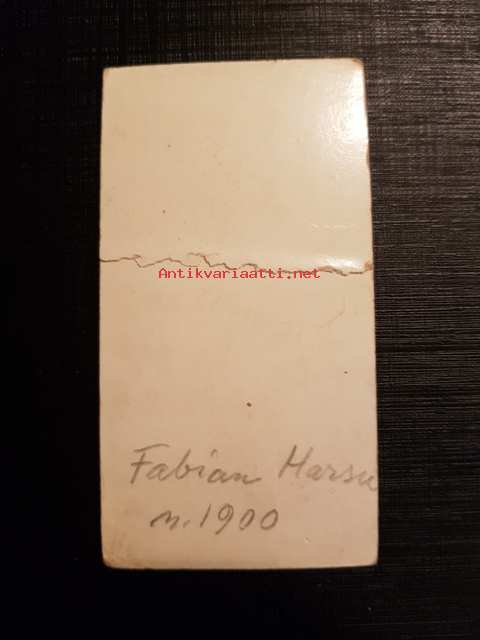 Antikvariaatti.net
Fabian Harsu
n. 1900